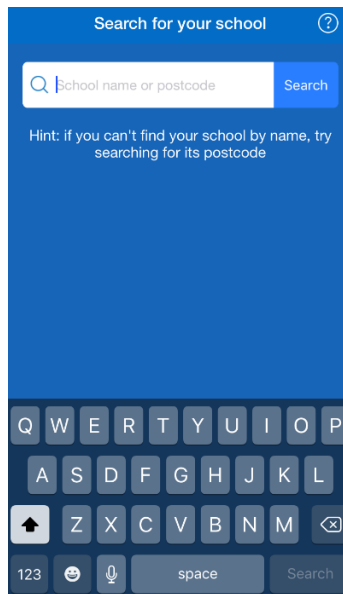 Search for your school ?
School name or postcode Search
Hint: if you can't find your school by name, try
searching for its postcode
Q W E R T Y U I O P
A S D F G H J K L
Z X C V B N M
123 space Search